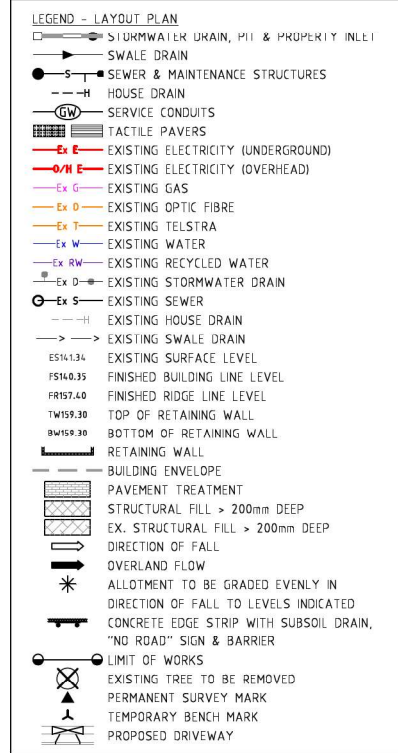 LEGEND - LAYOUT PLAN
STORMWATER DRAIN, PIT & PROPERTY INLET
SWALE DRAIN
S SEWER & MAINTENANCE STRUCTURES
H HOUSE DRAIN
GW SERVICE CONDUITS
TACTILE PAVERS
Ex E EXISTING ELECTRICITY (UNDERGROUND)
O/H E EXISTING ELECTRICITY (OVERHEAD)
Ex G EXISTING GAS
Ex O EXISTING OPTIC FIBRE
Ex T EXISTING TELSTRA
Ex W EXISTING WATER
Ex RW EXISTING RECYCLED WATER
Ex D EXISTING STORMWATER DRAIN
Ex S EXISTING SEWER
H EXISTING HOUSE DRAIN
> > EXISTING SWALE DRAIN
ES141.34 EXISTING SURFACE LEVEL
FS140.35 FINISHED BUILDING LINE LEVEL
FR157.40 FINISHED RIDGE LINE LEVEL
TW159.30 TOP OF RETAINING WALL
BW159.30 BOTTOM OF RETAINING WALL
RETAINING WALL
BUILDING ENVELOPE
PAVEMENT TREATMENT
STRUCTURAL FILL > 200mm DEEP
EX. STRUCTURAL FILL > 200mm DEEP
DIRECTION OF FALL
OVERLAND FLOW
ALLOTMENT TO BE GRADED EVENLY IN
DIRECTION OF FALL TO LEVELS INDICATED
CONCRETE EDGE STRIP WITH SUBSOIL DRAIN,
"NO ROAD" SIGN & BARRIER
LIMIT OF WORKS
EXISTING TREE TO BE REMOVED
PERMANENT SURVEY MARK
TEMPORARY BENCH MARK
PROPOSED DRIVEWAY